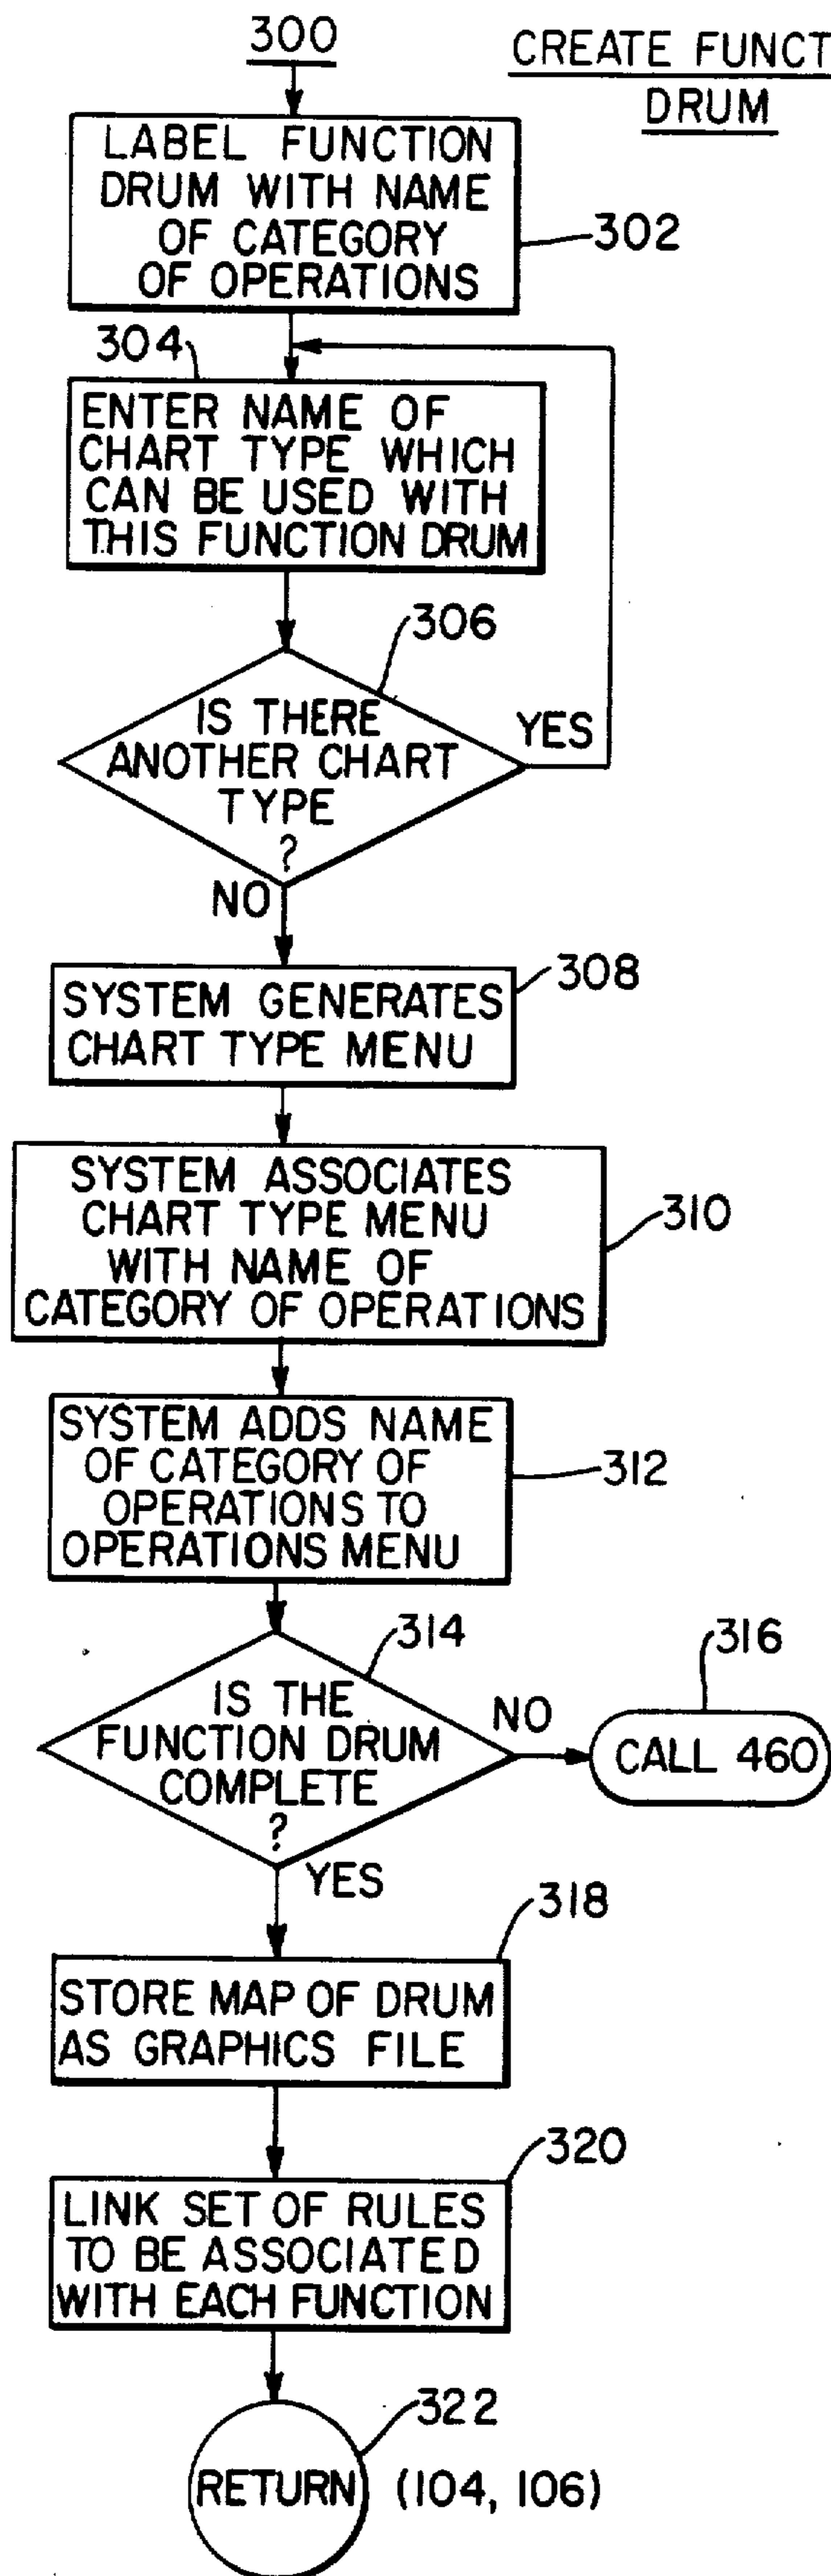 300
CREATE FUNCT
DRUM
LABEL FUNCTION
DRUM WITH NAME
OF CATEGORY
OF OPERATIONS
302
304
ENTER NAME OF
CHART TYPE WHICH
CAN BE USED WITH
THIS FUNCTION DRUM
306
IS THERE
ANOTHER CHART
TYPE
?
YES
NO
308
SYSTEM GENERATES
CHART TYPE MENU
SYSTEM ASSOCIATES
CHART TYPE MENU
WITH NAME OF
CATEGORY OF OPERATIONS
310
SYSTEM ADDS NAME
OF CATEGORY OF
OPERATIONS TO
OPERATIONS MENU
312
314
IS THE
FUNCTION DRUM
COMPLETE
?
NO
316
CALL 460
YES
318
STORE MAP OF DRUM
AS GRAPHICS FILE
320
LINK SET OF RULES
TO BE ASSOCIATED
WITH EACH FUNCTION
322
RETURN (104, 106)